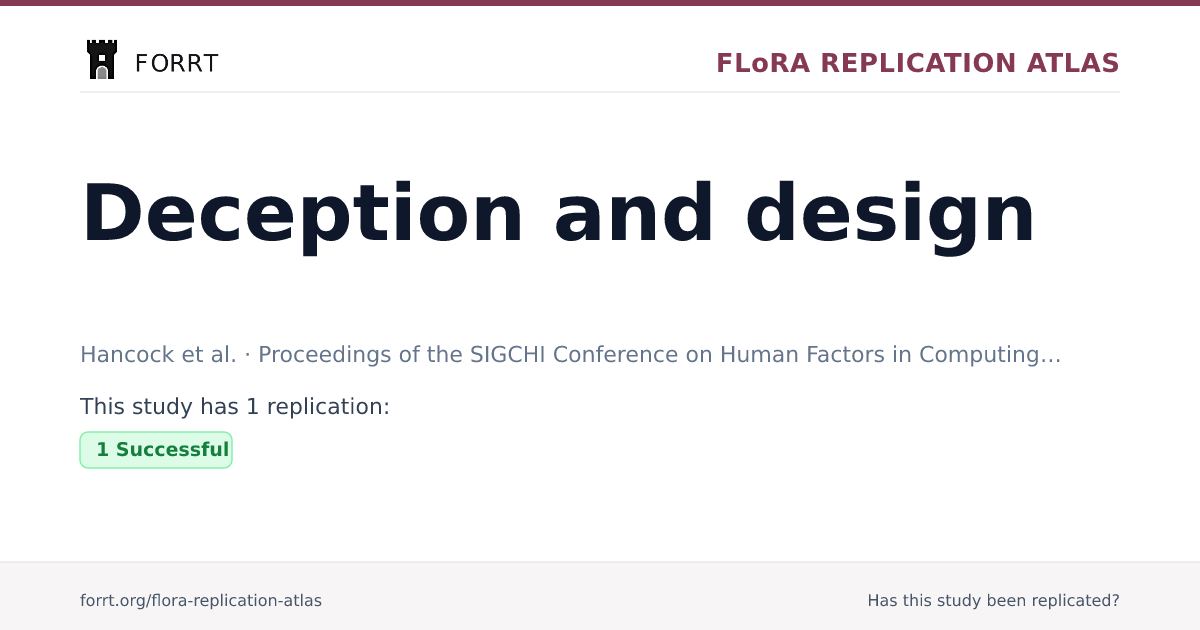 FORRT
FLoRA REPLICATION ATLAS
Deception and design
Hancock et al. · Proceedings of the SIGCHI Conference on Human Factors in Computing…
This study has 1 replication:
1 Successful
forrt.org/flora-replication-atlas
Has this study been replicated?